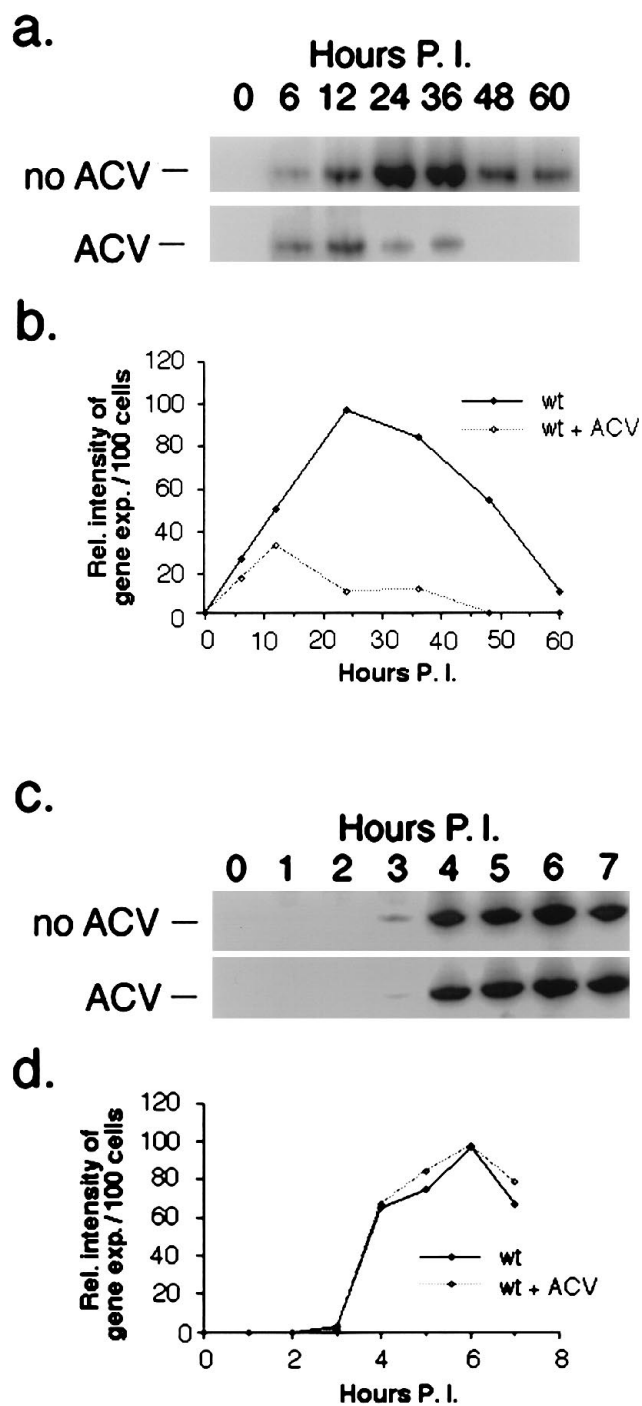 a.
Hours P. I.
0 6 12 24 36 48 60
no ACV –
ACV –
b.
Rel. intensity of
gene exp./100 cells
120
100
80
60
40
20
0
wt
wt + ACV
0 10 20 30 40 50 60
Hours P. I.
c.
Hours P. I.
0 1 2 3 4 5 6 7
no ACV –
ACV –
d.
Rel. intensity of
gene exp./100 cells
120
100
80
60
40
20
0
wt
wt + ACV
0 2 4 6 8
Hours P. I.